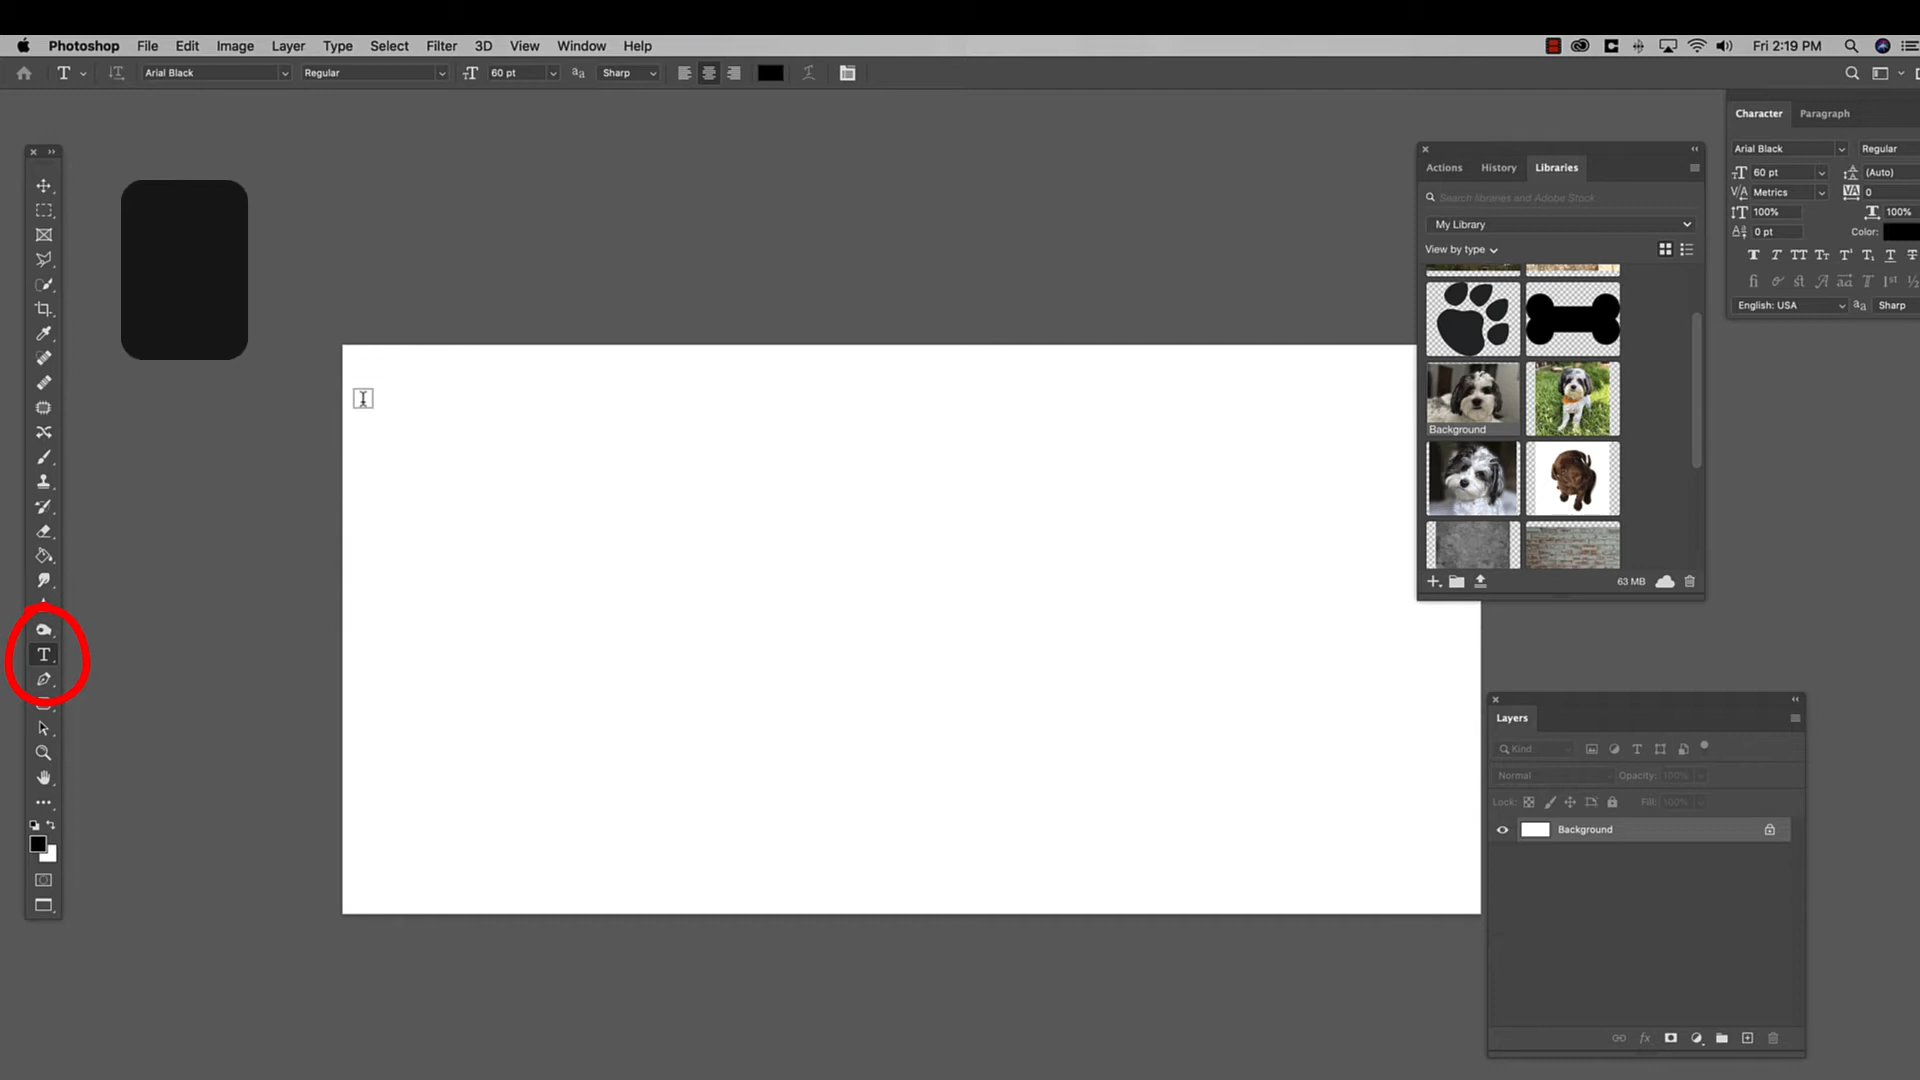 Photoshop File Edit Image Layer Type Select Filter 3D View Window Help Fri 2:19 PM
T Arial Black Regular 60 pt Sharp
Character Paragraph
Arial Black Regular
60 pt (Auto)
Metrics 0
100% 100%
0 pt Color:
English: USA Sharp
Actions History Libraries
Search libraries and Adobe Stock
My Library
View by type
Background
63 MB
T
Layers
Kind
Normal Opacity: 100%
Lock: Fill: 100%
Background
fx